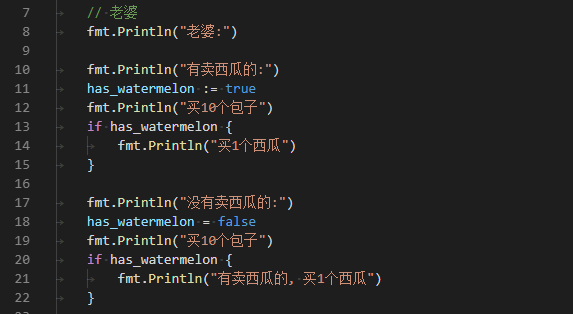 7 // 老婆
8 fmt.Println("老婆:")
9
10 fmt.Println("有卖西瓜的:")
11 has_watermelon := true
12 fmt.Println("买10个包子")
13 if has_watermelon {
14 fmt.Println("买1个西瓜")
15 }
16
17 fmt.Println("没有卖西瓜的:")
18 has_watermelon = false
19 fmt.Println("买10个包子")
20 if has_watermelon {
21 fmt.Println("有卖西瓜的, 买1个西瓜")
22 }